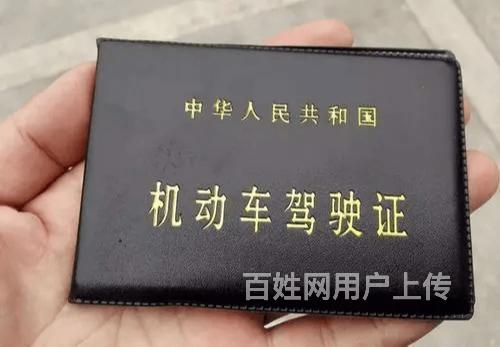 中华人民共和国
机动车驾驶证
百姓网用户上传